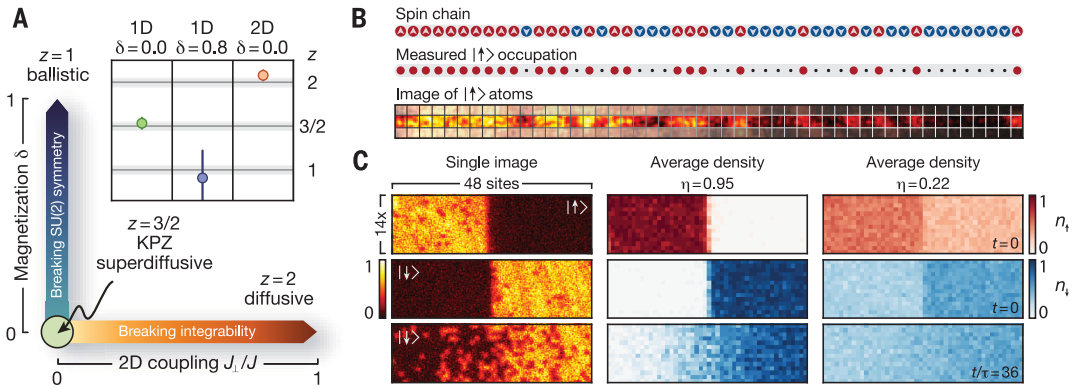 A
1D
1D
2D
δ=0.0
δ=0.8
δ=0.0
z
2
3/2
1
z=1
ballistic
1
Magnetization δ
Breaking SU(2) symmetry
0
z=3/2
KPZ
superdiffusive
z=2
diffusive
Breaking integrability
0
2D coupling J⊥/J
1
B
Spin chain
Measured |↑⟩ occupation
Image of |↑⟩ atoms
C
Single image
48 sites
Average density
η=0.95
Average density
η=0.22
14x
|↑⟩
t=0
1
n↑
0
1
0
|↓⟩
t=0
1
n↓
0
|↓⟩
t/τ=36